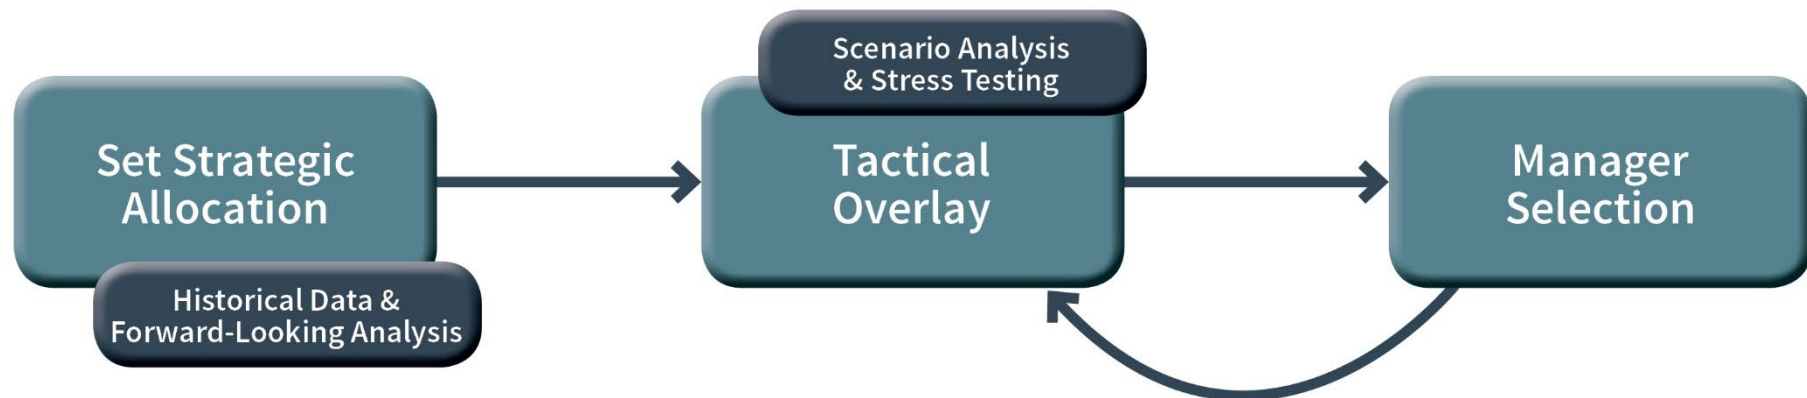 Set Strategic
Allocation
Historical Data &
Forward-Looking Analysis
Scenario Analysis
& Stress Testing
Tactical
Overlay
Manager
Selection